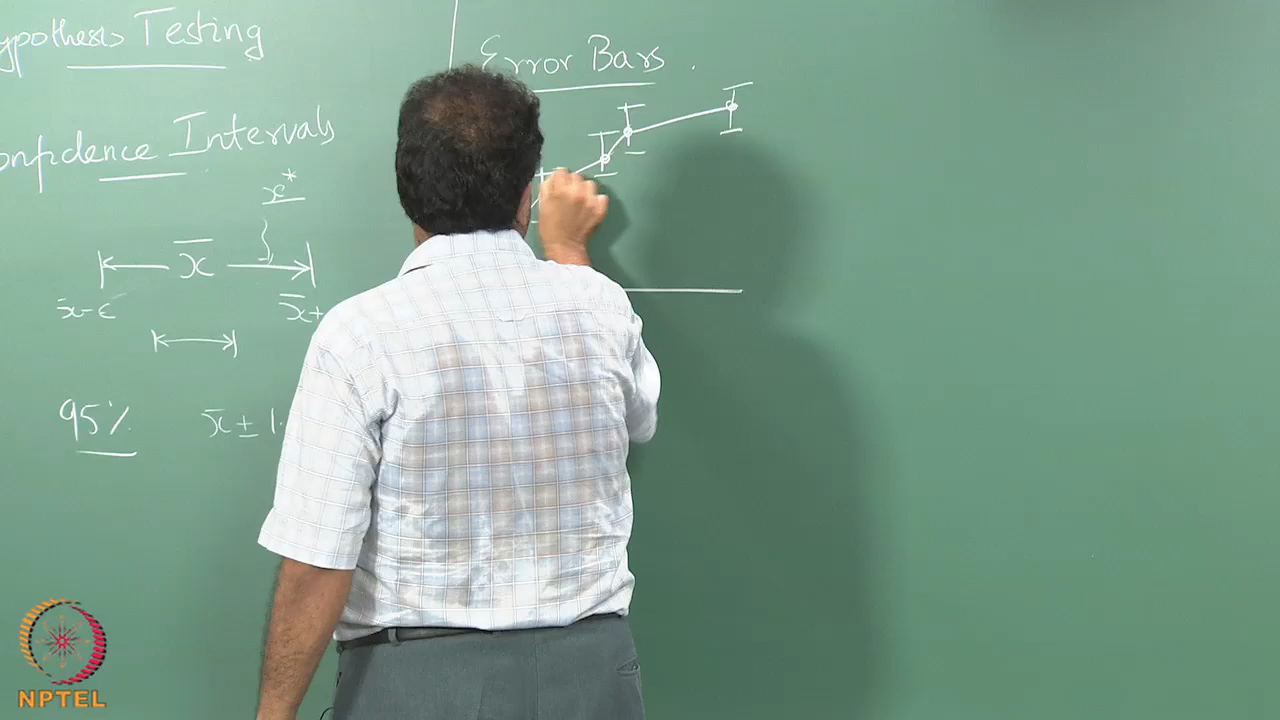 ypothesis Testing
onfidence Intervals
x*
x̄
x̄-ε
x̄+
95%
x̄ ± 1.
Error Bars.
NPTEL